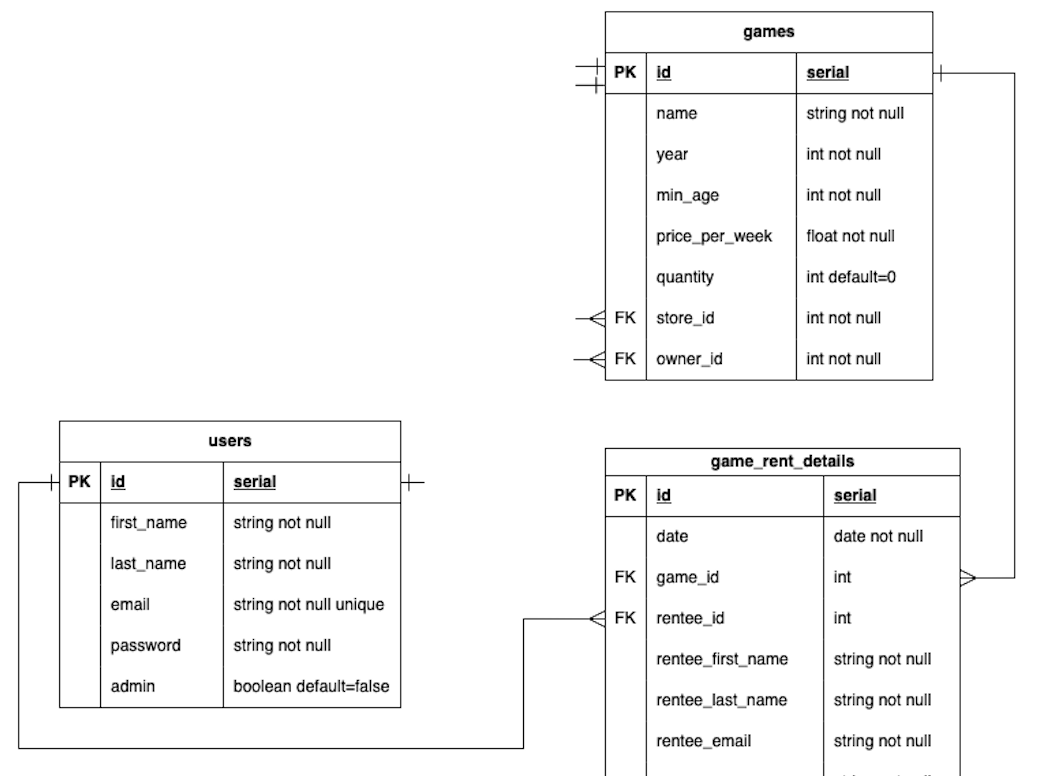 games
PK id serial
name string not null
year int not null
min_age int not null
price_per_week float not null
quantity int default=0
FK store_id int not null
FK owner_id int not null
users
PK id serial
first_name string not null
last_name string not null
email string not null unique
password string not null
admin boolean default=false
game_rent_details
PK id serial
date date not null
FK game_id int
FK rentee_id int
rentee_first_name string not null
rentee_last_name string not null
rentee_email string not null